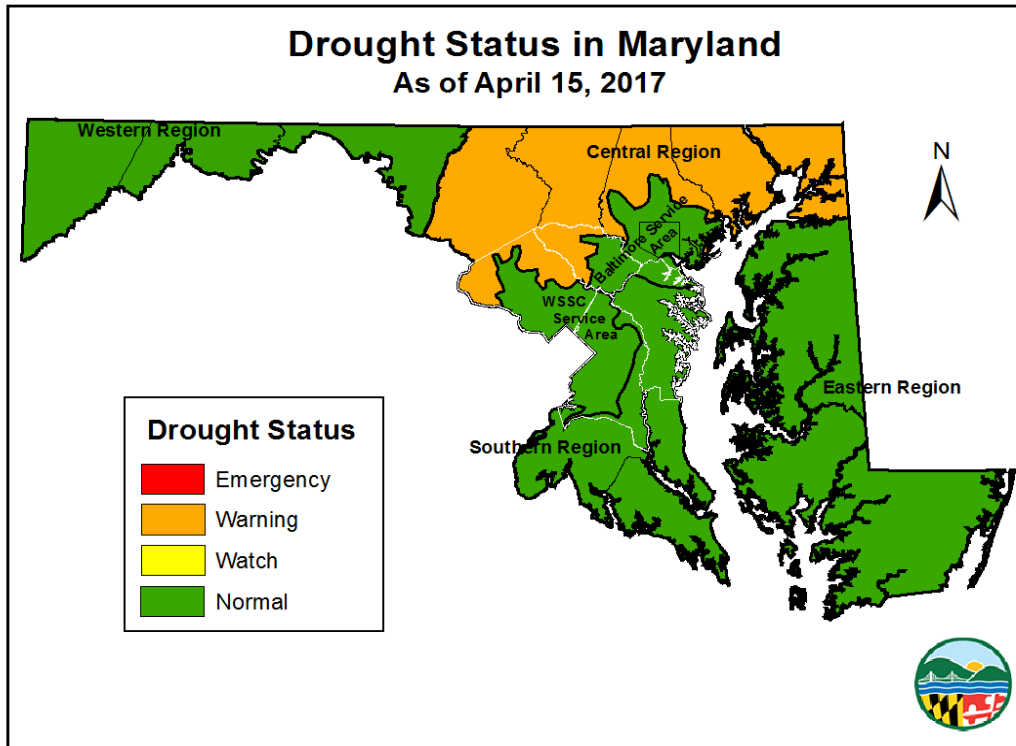 Drought Status in Maryland
As of April 15, 2017
Western Region
Central Region
N
Baltimore Service
Area
WSSC
Service
Area
Eastern Region
Southern Region
Drought Status
Emergency
Warning
Watch
Normal